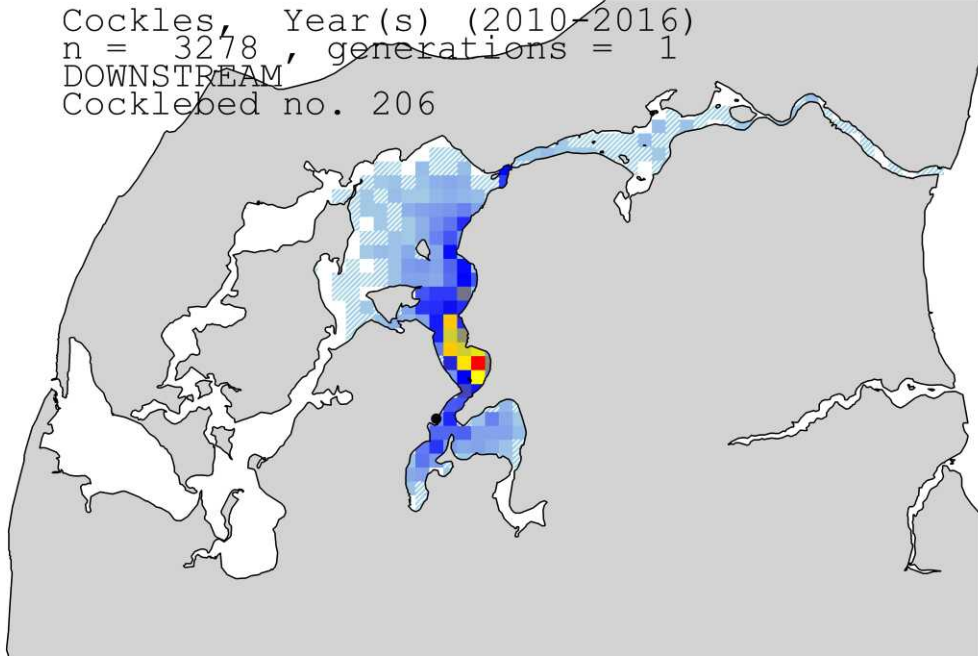 Cockles, Year(s) (2010-2016)
n = 3278 , generations = 1
DOWNSTREAM
Cocklebed no. 206